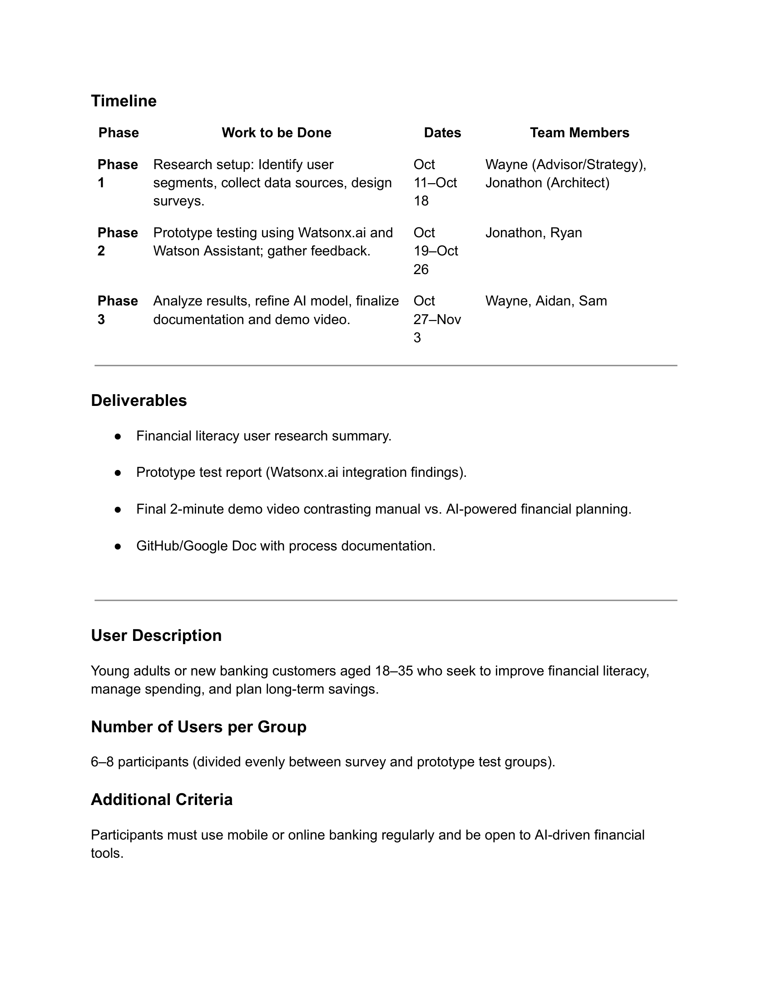 Timeline
Phase Work to be Done Dates Team Members
Phase 1 Research setup: Identify user segments, collect data sources, design surveys. Oct 11–Oct 18 Wayne (Advisor/Strategy), Jonathon (Architect)
Phase 2 Prototype testing using Watsonx.ai and Watson Assistant; gather feedback. Oct 19–Oct 26 Jonathon, Ryan
Phase 3 Analyze results, refine AI model, finalize documentation and demo video. Oct 27–Nov 3 Wayne, Aidan, Sam
Deliverables
● Financial literacy user research summary.
● Prototype test report (Watsonx.ai integration findings).
● Final 2-minute demo video contrasting manual vs. AI-powered financial planning.
● GitHub/Google Doc with process documentation.
User Description
Young adults or new banking customers aged 18–35 who seek to improve financial literacy,
manage spending, and plan long-term savings.
Number of Users per Group
6–8 participants (divided evenly between survey and prototype test groups).
Additional Criteria
Participants must use mobile or online banking regularly and be open to AI-driven financial
tools.